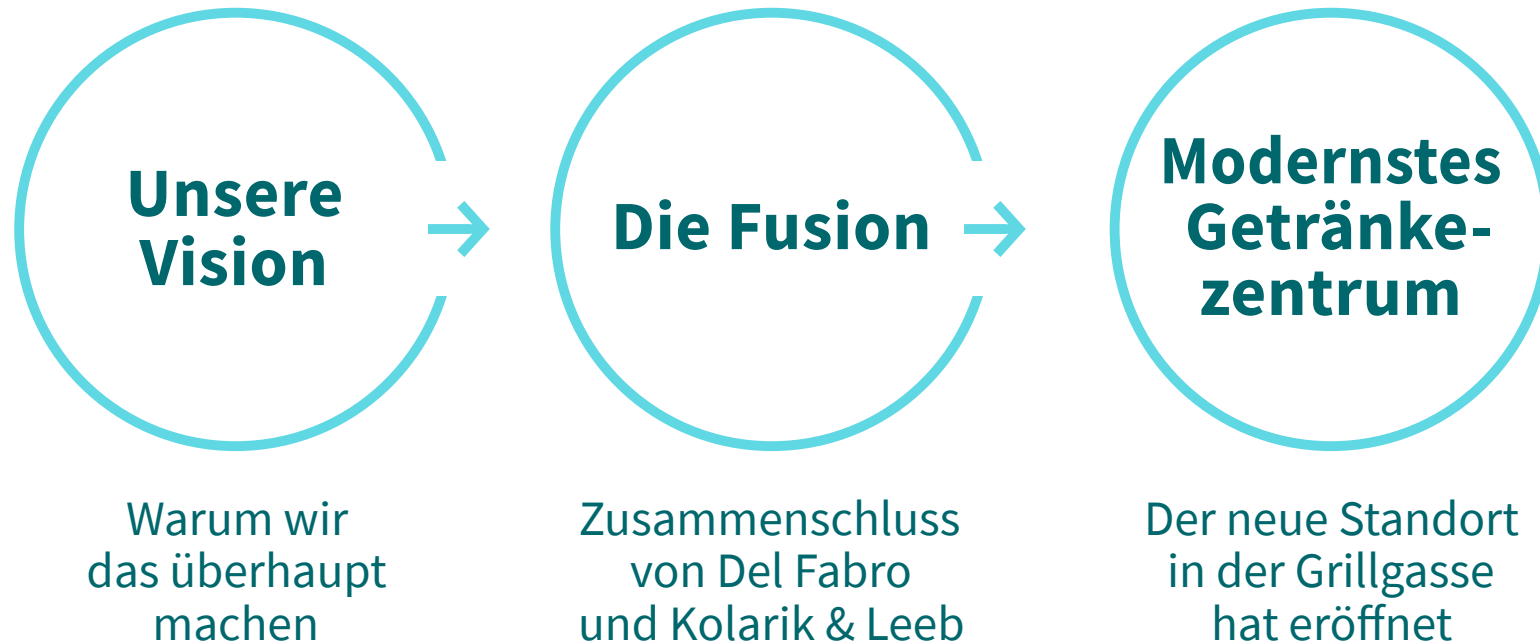 Unsere
Vision
Die Fusion
Modernstes
Getränke-
zentrum
Warum wir
das überhaupt
machen
Zusammenschluss
von Del Fabro
und Kolarik & Leeb
Der neue Standort
in der Grillgasse
hat eröffnet